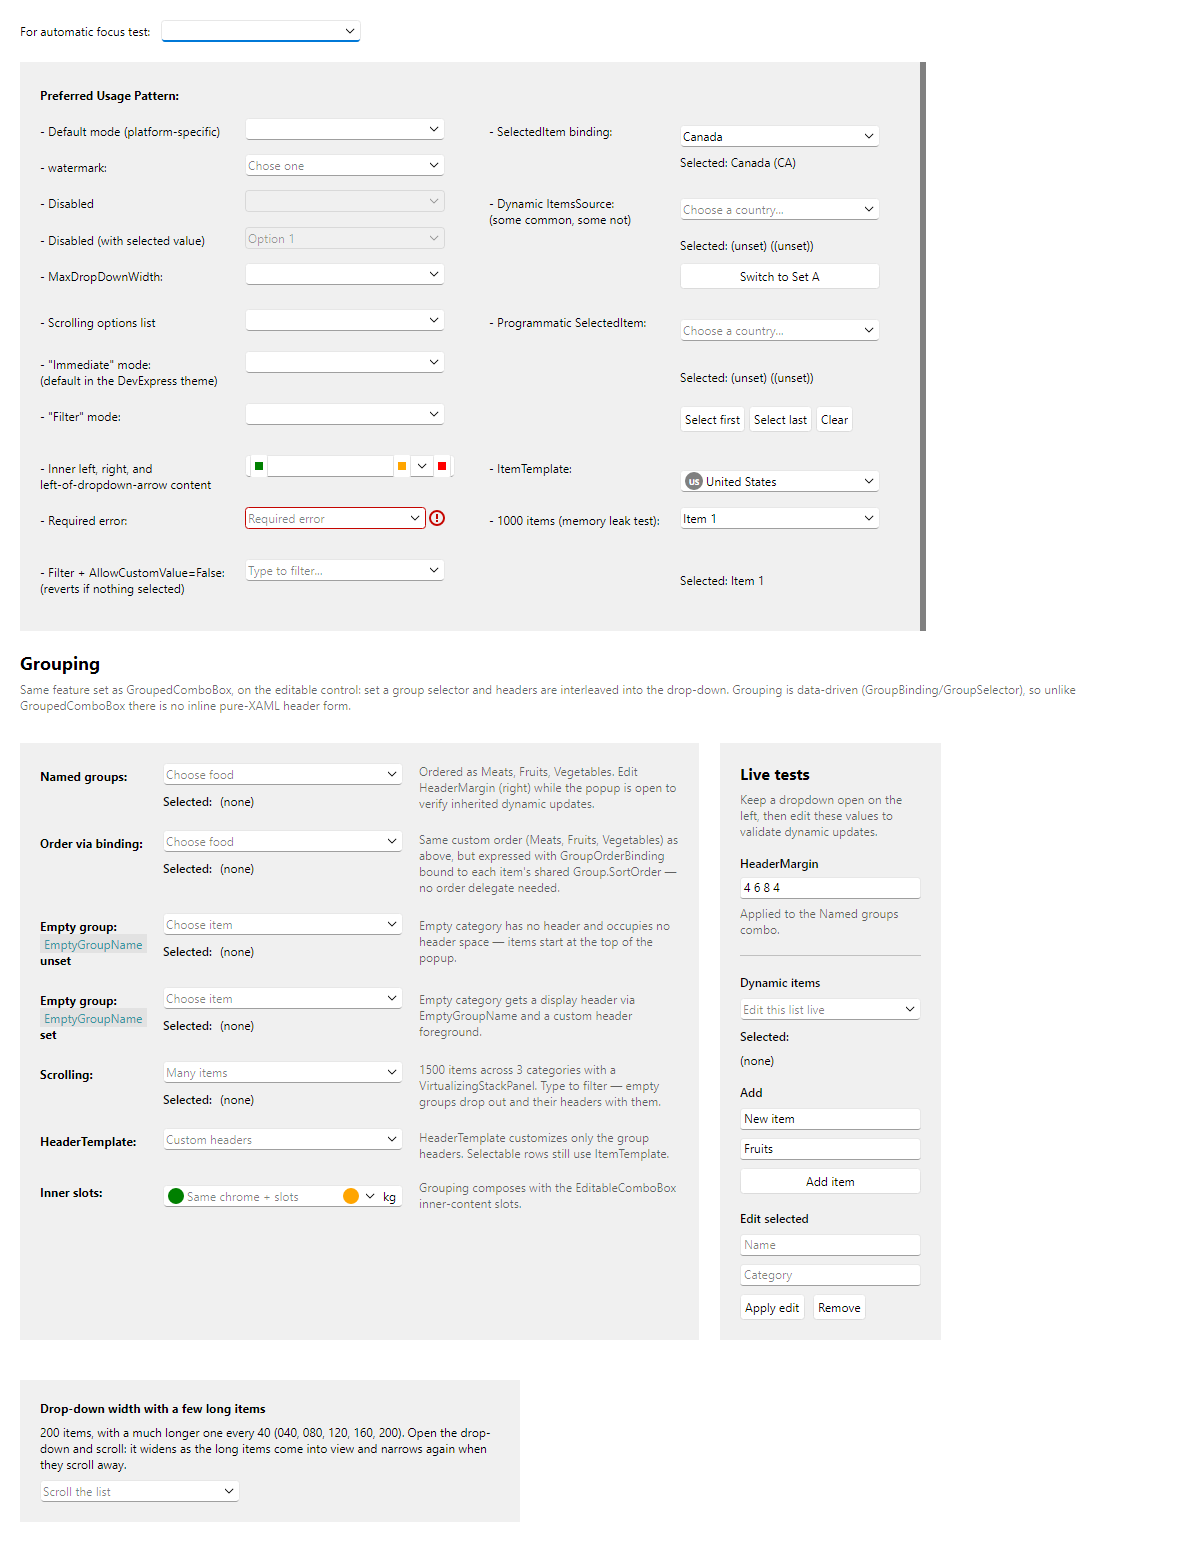 For automatic focus test:
Preferred Usage Pattern:
- Default mode (platform-specific)
- watermark:
Chose one
- Disabled
- Disabled (with selected value)
Option 1
- MaxDropDownWidth:
- Scrolling options list
- "Immediate" mode:
(default in the DevExpress theme)
- "Filter" mode:
- Inner left, right, and
left-of-dropdown-arrow content
- Required error:
Required error
- Filter + AllowCustomValue=False:
(reverts if nothing selected)
Type to filter...
- SelectedItem binding:
Canada
Selected: Canada (CA)
- Dynamic ItemsSource:
(some common, some not)
Choose a country...
Selected: (unset) ((unset))
Switch to Set A
- Programmatic SelectedItem:
Choose a country...
Selected: (unset) ((unset))
Select first
Select last
Clear
- ItemTemplate:
US United States
- 1000 items (memory leak test):
Item 1
Selected: Item 1
Grouping
Same feature set as GroupedComboBox, on the editable control: set a group selector and headers are interleaved into the drop-down. Grouping is data-driven (GroupBinding/GroupSelector), so unlike
GroupedComboBox there is no inline pure-XAML header form.
Named groups:
Choose food
Selected: (none)
Ordered as Meats, Fruits, Vegetables. Edit
HeaderMargin (right) while the popup is open to
verify inherited dynamic updates.
Order via binding:
Choose food
Selected: (none)
Same custom order (Meats, Fruits, Vegetables) as
above, but expressed with GroupOrderBinding
bound to each item's shared Group.SortOrder —
no order delegate needed.
Empty group:
EmptyGroupName
unset
Choose item
Selected: (none)
Empty category has no header and occupies no
header space — items start at the top of the
popup.
Empty group:
EmptyGroupName
set
Choose item
Selected: (none)
Empty category gets a display header via
EmptyGroupName and a custom header
foreground.
Scrolling:
Many items
Selected: (none)
1500 items across 3 categories with a
VirtualizingStackPanel. Type to filter — empty
groups drop out and their headers with them.
HeaderTemplate:
Custom headers
HeaderTemplate customizes only the group
headers. Selectable rows still use ItemTemplate.
Inner slots:
Same chrome + slots
kg
Grouping composes with the EditableComboBox
inner-content slots.
Live tests
Keep a dropdown open on the
left, then edit these values to
validate dynamic updates.
HeaderMargin
4 6 8 4
Applied to the Named groups
combo.
Dynamic items
Edit this list live
Selected:
(none)
Add
New item
Fruits
Add item
Edit selected
Name
Category
Apply edit
Remove
Drop-down width with a few long items
200 items, with a much longer one every 40 (040, 080, 120, 160, 200). Open the drop-
down and scroll: it widens as the long items come into view and narrows again when
they scroll away.
Scroll the list